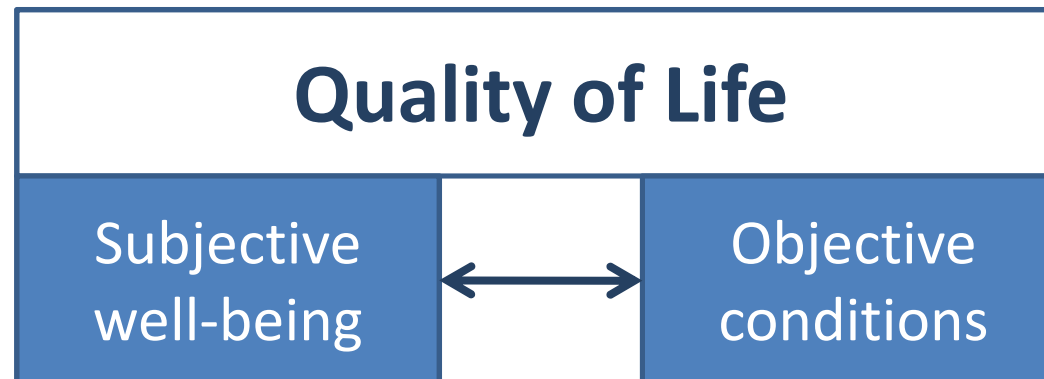 Quality of Life
Subjective
well-being
Objective
conditions